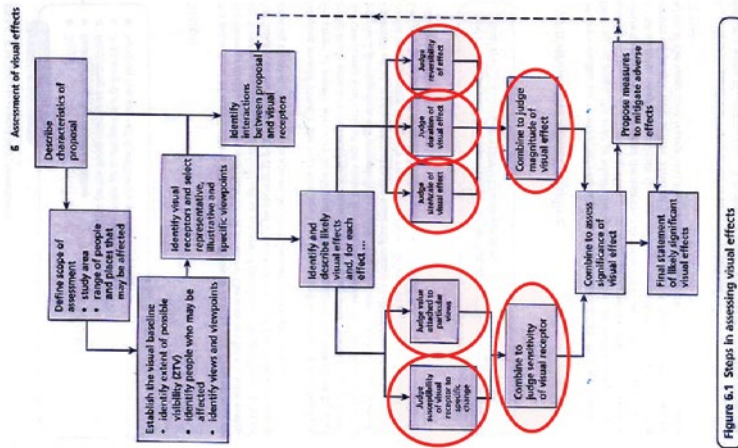 6 Assessment of visual effects
Describe
characteristics of
proposal
Define scope of
assessment
• study area
• range of people
and places that
may be affected
Establish the visual baseline
• identify extent of possible
visibility (ZTV)
• identify people who may be
affected
• identify views and viewpoints
Identify visual
receptors and select
representative,
illustrative and
specific viewpoints
Identify
interactions
between proposal
and visual
receptors
Identify and
describe likely
visual effects
and, for each
effect ...
Judge
susceptibility
of visual
receptor to
specific
change
Judge value
attached to
particular
views
Judge
size/scale of
visual effect
Judge
duration of
visual effect
Judge
reversibility
of effect
Combine to
judge sensitivity
of visual receptor
Combine to judge
magnitude of
visual effect
Combine to assess
significance of
visual effect
Propose measures
to mitigate adverse
effects
Final statement
of likely significant
visual effects
Figure 6.1 Steps in assessing visual effects